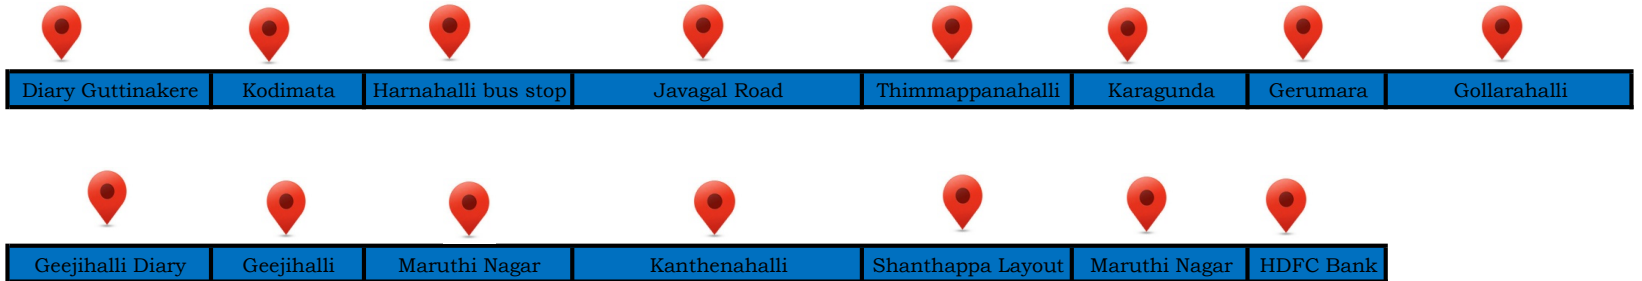 Diary Guttinakere Kodimata Harnahalli bus stop Javagal Road Thimmappanahalli Karagunda Gerumara Gollarahalli
Geejihalli Diary Geejihalli Maruthi Nagar Kanthenahalli Shanthappa Layout Maruthi Nagar HDFC Bank